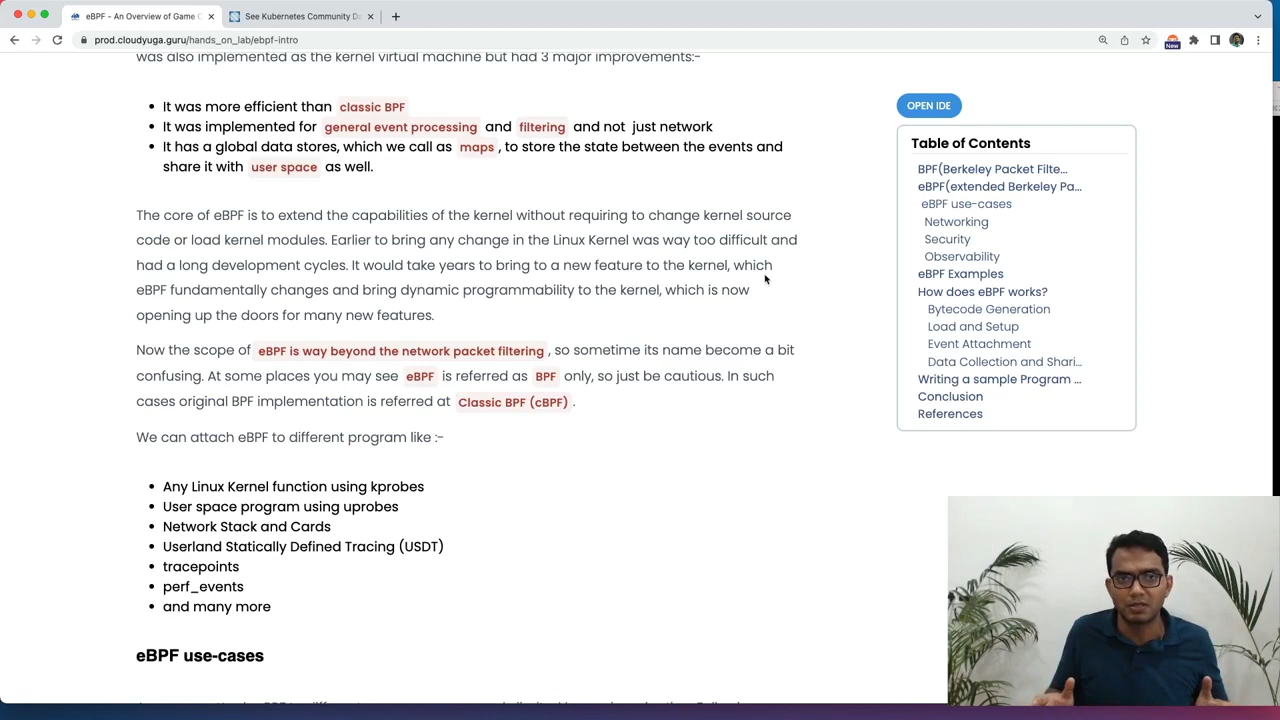 eBPF - An Overview of Game C
See Kubernetes Community Da
prod.cloudyuga.guru/hands_on_lab/ebpf-intro
New
was also implemented as the kernel virtual machine but had 3 major improvements:-
• It was more efficient than classic BPF
• It was implemented for general event processing and filtering and not just network
• It has a global data stores, which we call as maps, to store the state between the events and
share it with user space as well.
The core of eBPF is to extend the capabilities of the kernel without requiring to change kernel source
code or load kernel modules. Earlier to bring any change in the Linux Kernel was way too difficult and
had a long development cycles. It would take years to bring to a new feature to the kernel, which
eBPF fundamentally changes and bring dynamic programmability to the kernel, which is now
opening up the doors for many new features.
Now the scope of eBPF is way beyond the network packet filtering, so sometime its name become a bit
confusing. At some places you may see eBPF is referred as BPF only, so just be cautious. In such
cases original BPF implementation is referred at Classic BPF (cBPF).
We can attach eBPF to different program like :-
• Any Linux Kernel function using kprobes
• User space program using uprobes
• Network Stack and Cards
• Userland Statically Defined Tracing (USDT)
• tracepoints
• perf_events
• and many more
eBPF use-cases
OPEN IDE
Table of Contents
BPF(Berkeley Packet Filte...
eBPF(extended Berkeley Pa...
eBPF use-cases
Networking
Security
Observability
eBPF Examples
How does eBPF works?
Bytecode Generation
Load and Setup
Event Attachment
Data Collection and Shari...
Writing a sample Program ...
Conclusion
References